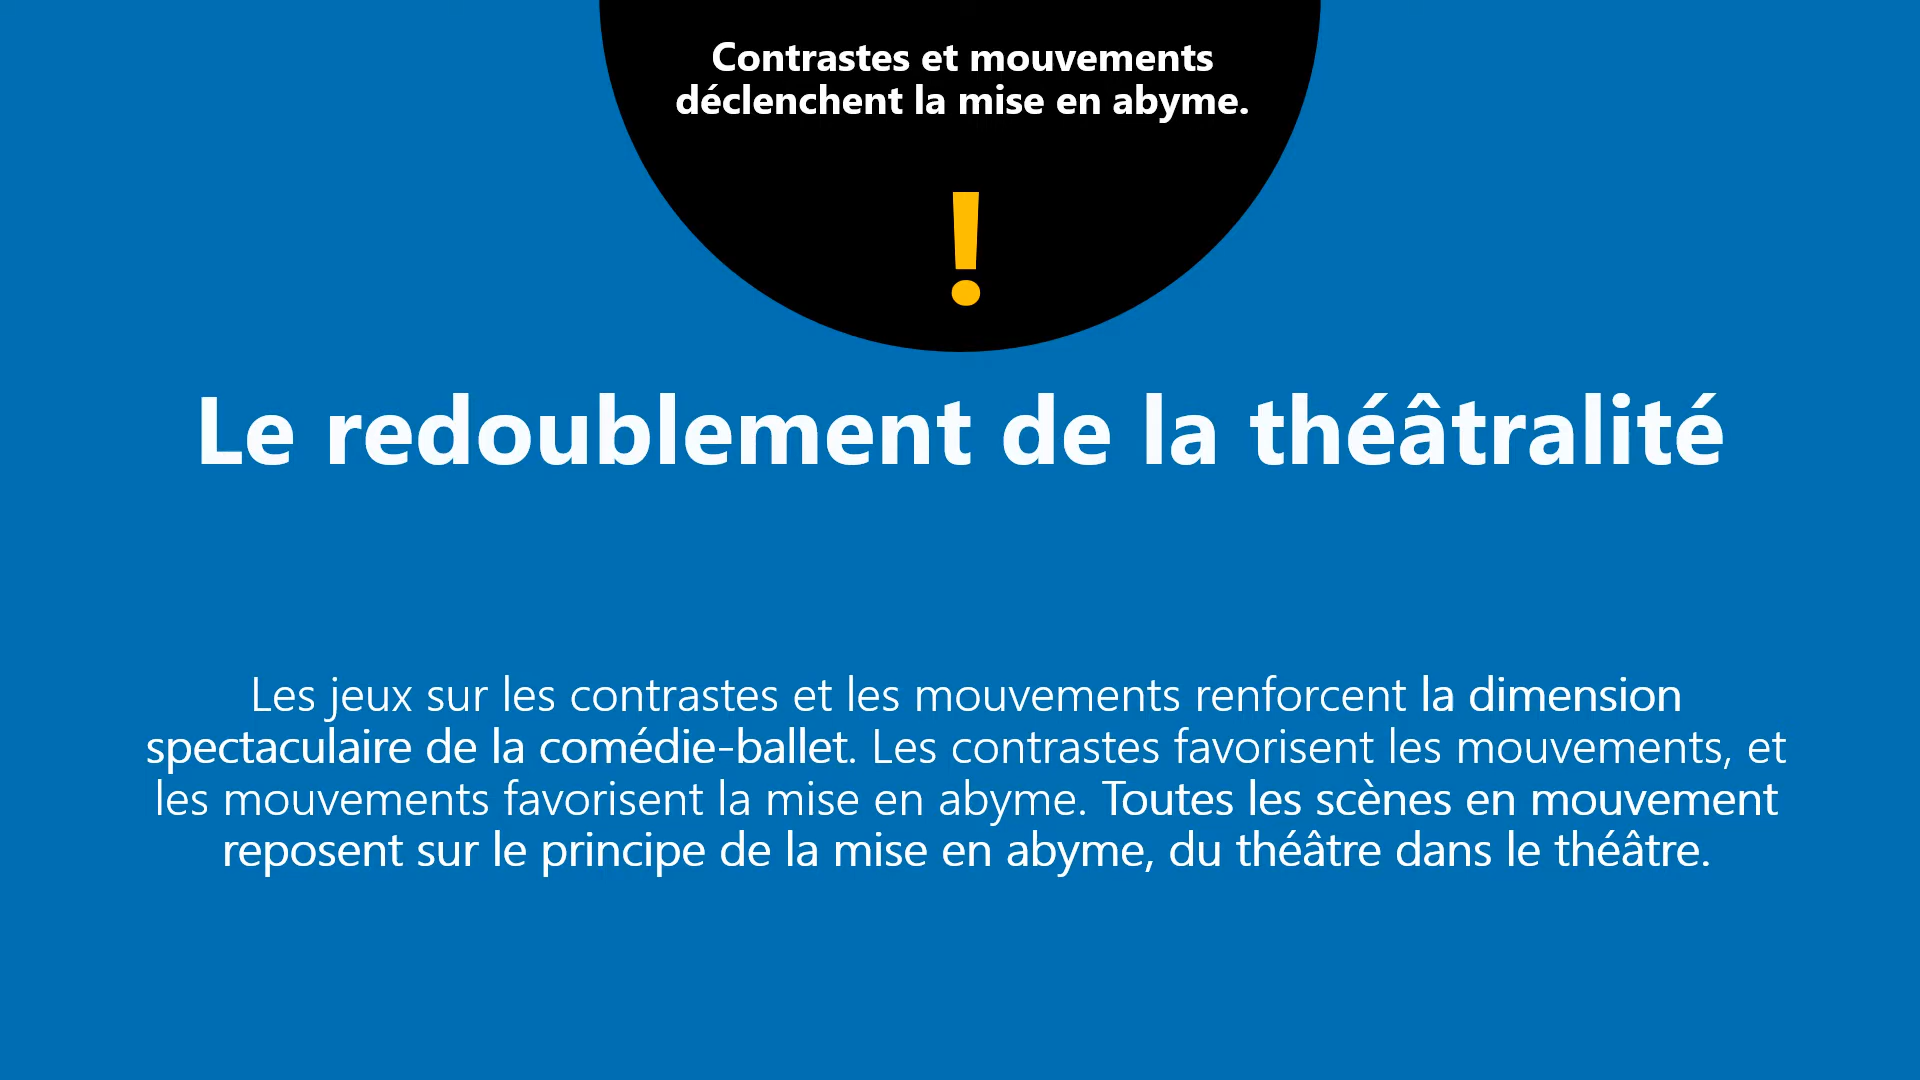 Contrastes et mouvements
déclenchent la mise en abyme.
!
Le redoublement de la théâtralité
Les jeux sur les contrastes et les mouvements renforcent la dimension
spectaculaire de la comédie-ballet. Les contrastes favorisent les mouvements, et
les mouvements favorisent la mise en abyme. Toutes les scènes en mouvement
reposent sur le principe de la mise en abyme, du théâtre dans le théâtre.